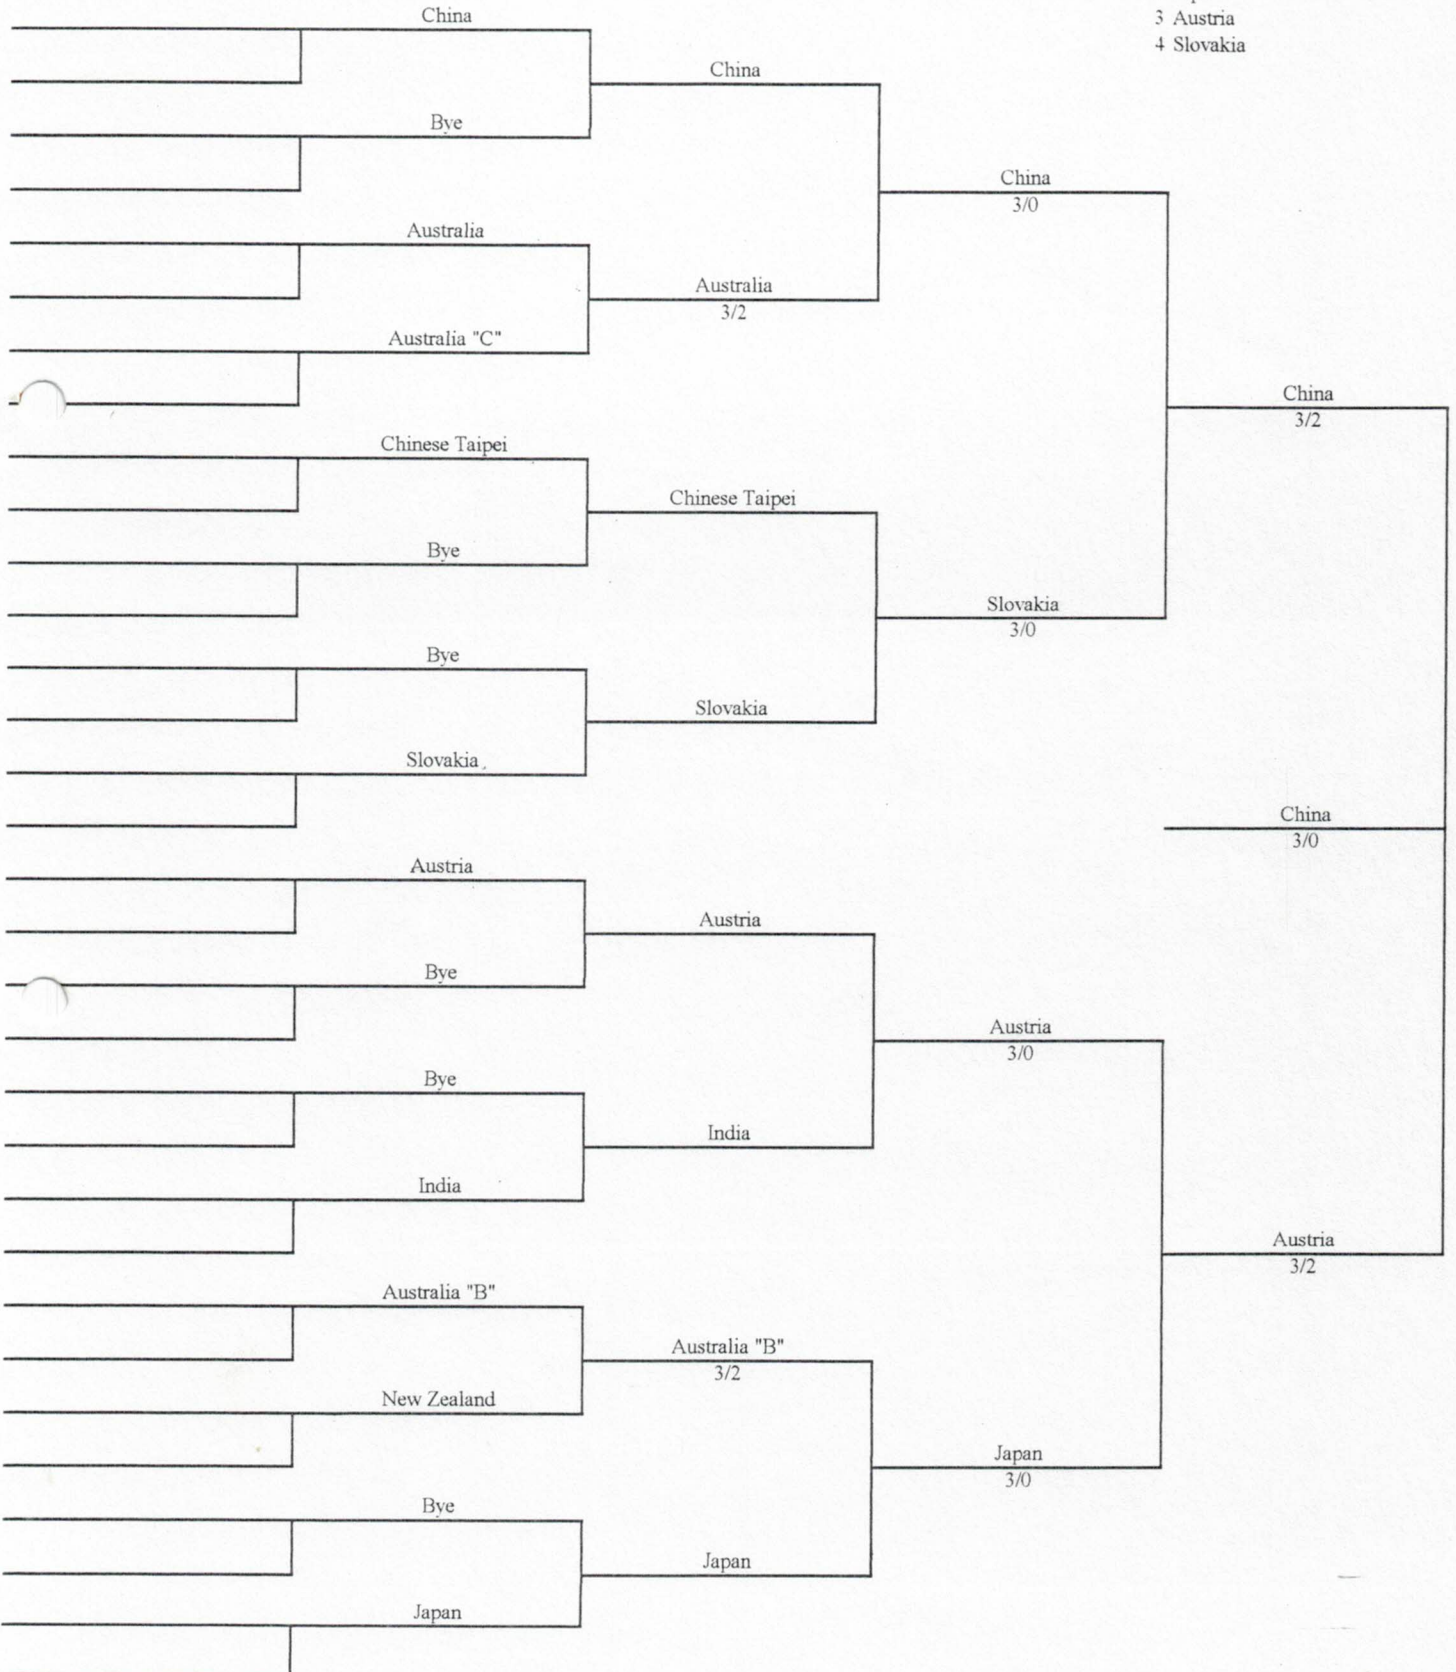 3 Austria
4 Slovakia
China
China
Bye
China
3/0
Australia
Australia
3/2
Australia "C"
China
3/2
Chinese Taipei
Chinese Taipei
Bye
Slovakia
3/0
Bye
Slovakia
Slovakia
China
3/0
Austria
Austria
Bye
Austria
3/0
Bye
India
India
Austria
3/2
Australia "B"
Australia "B"
3/2
New Zealand
Japan
3/0
Bye
Japan
Japan